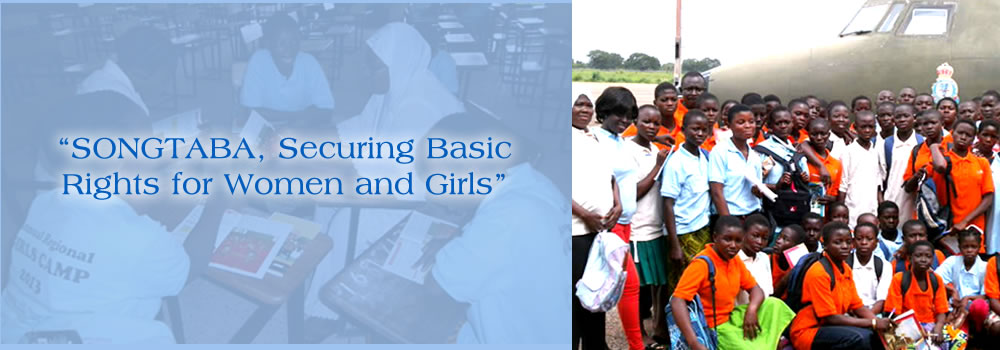 “SONGTABA, Securing Basic
Rights for Women and Girls”
Regional
CAMP
2013